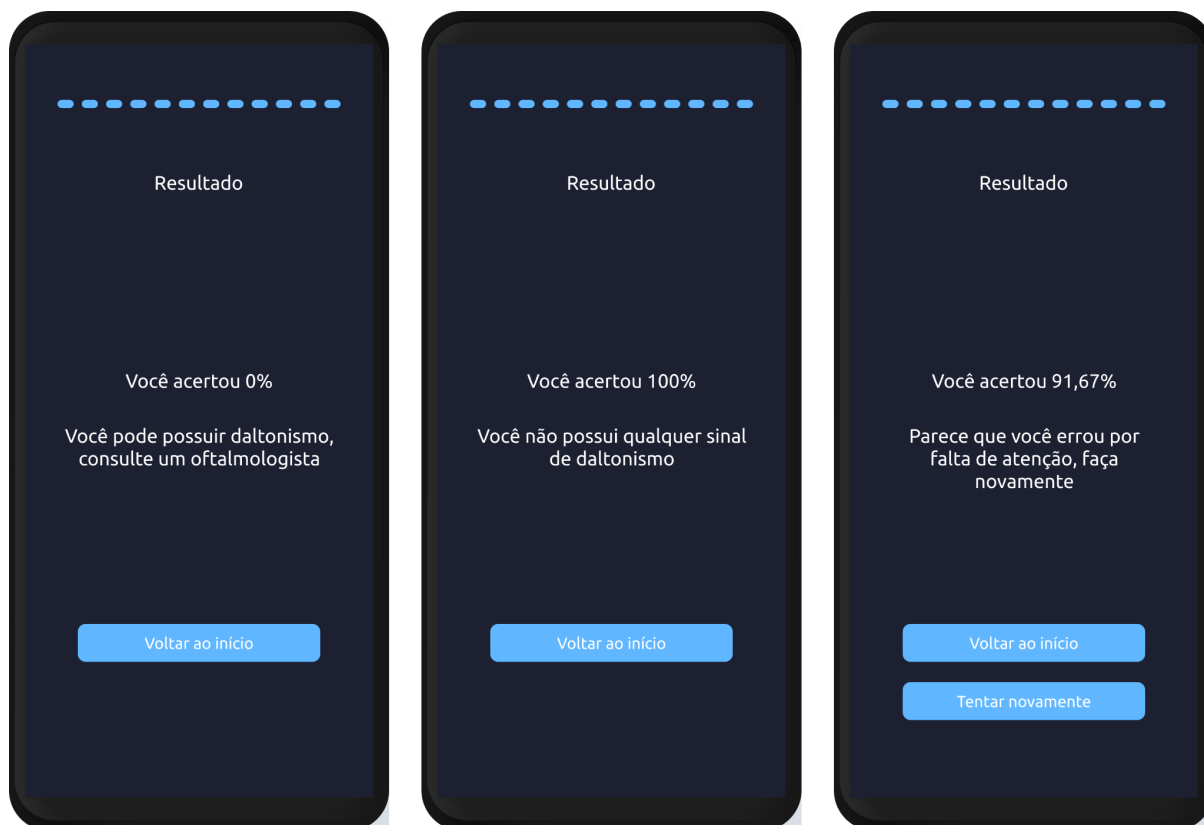 Resultado
Você acertou 0%
Você pode possuir daltonismo,
consulte um oftalmologista
Voltar ao início
Resultado
Você acertou 100%
Você não possui qualquer sinal
de daltonismo
Voltar ao início
Resultado
Você acertou 91,67%
Parece que você errou por
falta de atenção, faça
novamente
Voltar ao início
Tentar novamente